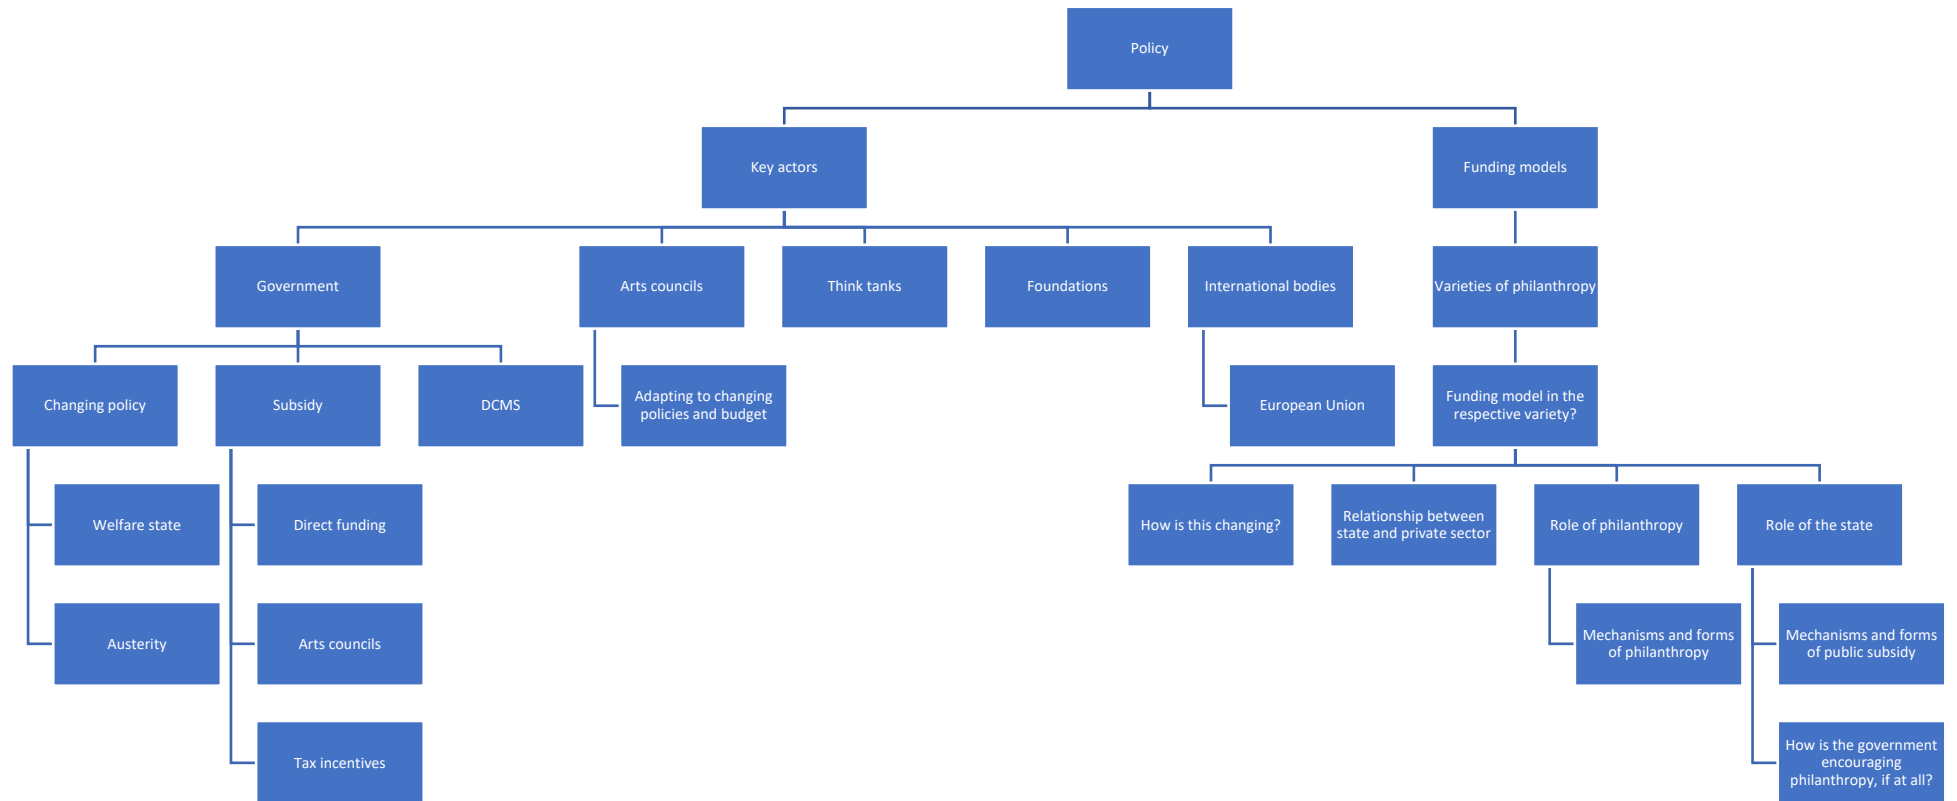 Policy
Key actors
Funding models
Government
Arts councils
Think tanks
Foundations
International bodies
Varieties of philanthropy
Changing policy
Subsidy
DCMS
Adapting to changing
policies and budget
European Union
Funding model in the
respective variety?
Welfare state
Direct funding
How is this changing?
Relationship between
state and private sector
Role of philanthropy
Role of the state
Austerity
Arts councils
Mechanisms and forms
of philanthropy
Mechanisms and forms
of public subsidy
Tax incentives
How is the government
encouraging
philanthropy, if at all?